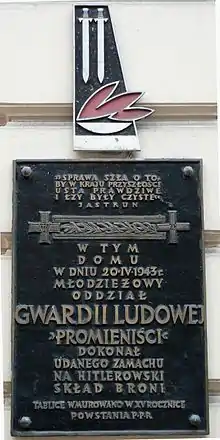 »SPRAWA SZŁA O TO
BY W KRAJU PRZYSZŁOŚCI
USTA PRAWDZIWE
I ŁZY BYŁY CZYSTE«
JASTRUN
W TYM
DOMU
W DNIU 20·IV·1943 r.
MŁODZIEŻOWY
ODDZIAŁ
GWARDII LUDOWEJ
»PROMIENIŚCI«
DOKONAŁ
UDANEGO ZAMACHU
NA HITLEROWSKI
SKŁAD BRONI
TABLICĘ WMUROWANO W XV ROCZNICĘ
POWSTANIA P·P·R·